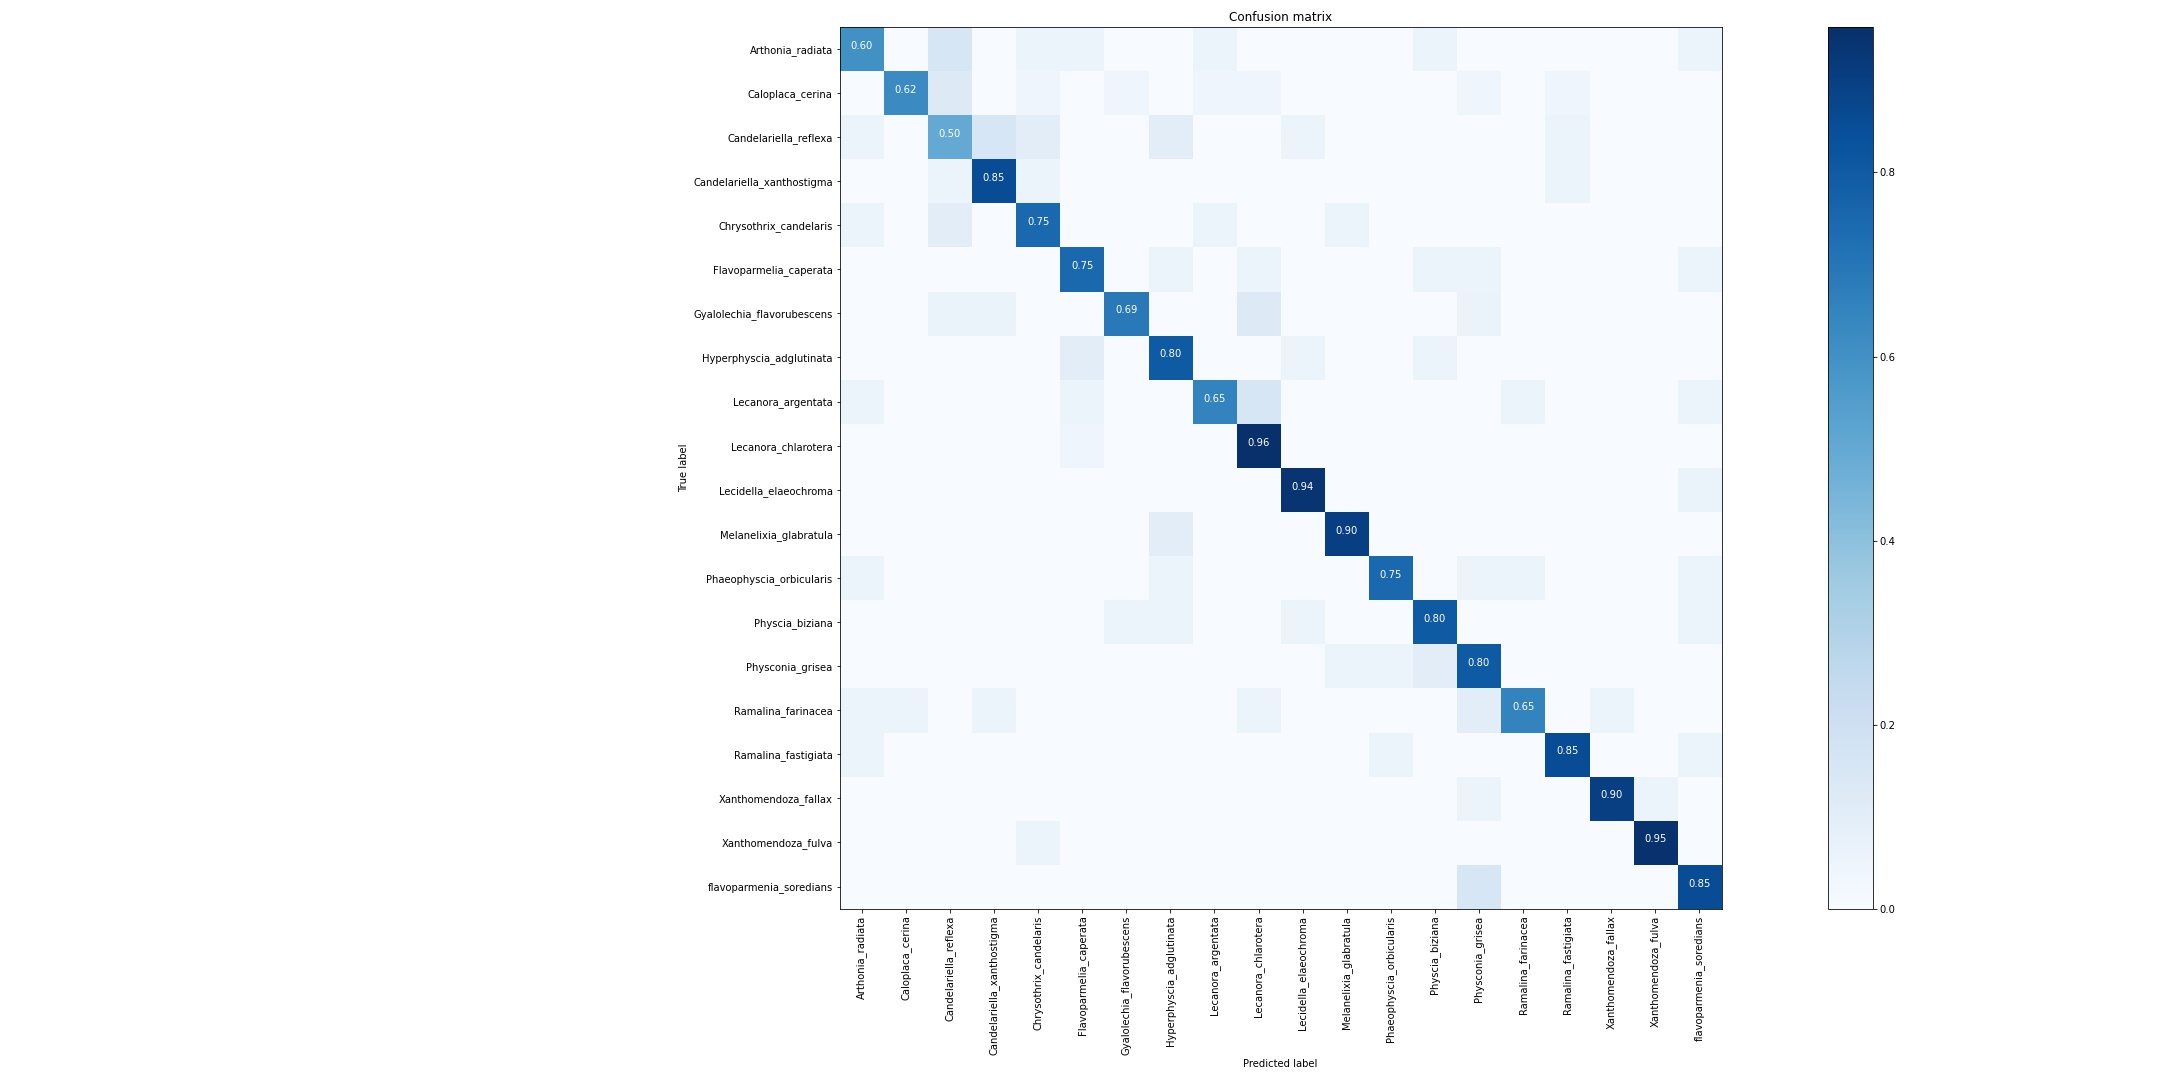 Confusion matrix
Arthonia_radiata 0.60
Caloplaca_cerina 0.62
Candelariella_reflexa 0.50
Candelariella_xanthostigma 0.85
Chrysothrix_candelaris 0.75
Flavoparmelia_caperata 0.75
Gyalolechia_flavorubescens 0.69
Hyperphyscia_adglutinata 0.80
Lecanora_argentata 0.65
Lecanora_chlarotera 0.96
Lecidella_elaeochroma 0.94
Melanelixia_glabratula 0.90
Phaeophyscia_orbicularis 0.75
Physcia_biziana 0.80
Physconia_grisea 0.80
Ramalina_farinacea 0.65
Ramalina_fastigiata 0.85
Xanthomendoza_fallax 0.90
Xanthomendoza_fulva 0.95
flavoparmenia_soredians 0.85
True label
Arthonia_radiata
Caloplaca_cerina
Candelariella_reflexa
Candelariella_xanthostigma
Chrysothrix_candelaris
Flavoparmelia_caperata
Gyalolechia_flavorubescens
Hyperphyscia_adglutinata
Lecanora_argentata
Lecanora_chlarotera
Lecidella_elaeochroma
Melanelixia_glabratula
Phaeophyscia_orbicularis
Physcia_biziana
Physconia_grisea
Ramalina_farinacea
Ramalina_fastigiata
Xanthomendoza_fallax
Xanthomendoza_fulva
flavoparmenia_soredians
Predicted label
0.8
0.6
0.4
0.2
0.0